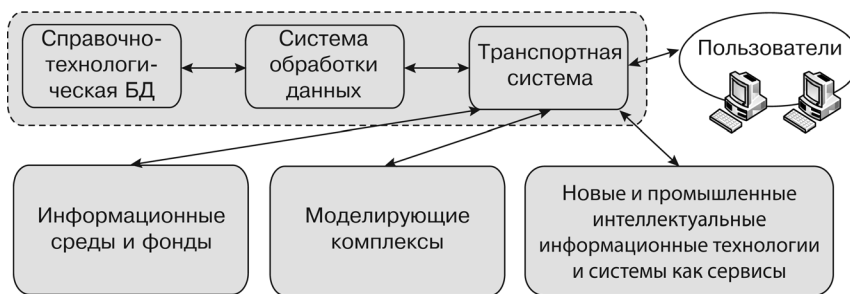 Справочно-
технологи-
ческая БД
Система
обработки
данных
Транспортная
система
Пользователи
Информационные
среды и фонды
Моделирующие
комплексы
Новые и промышленные
интеллектуальные
информационные технологии
и системы как сервисы